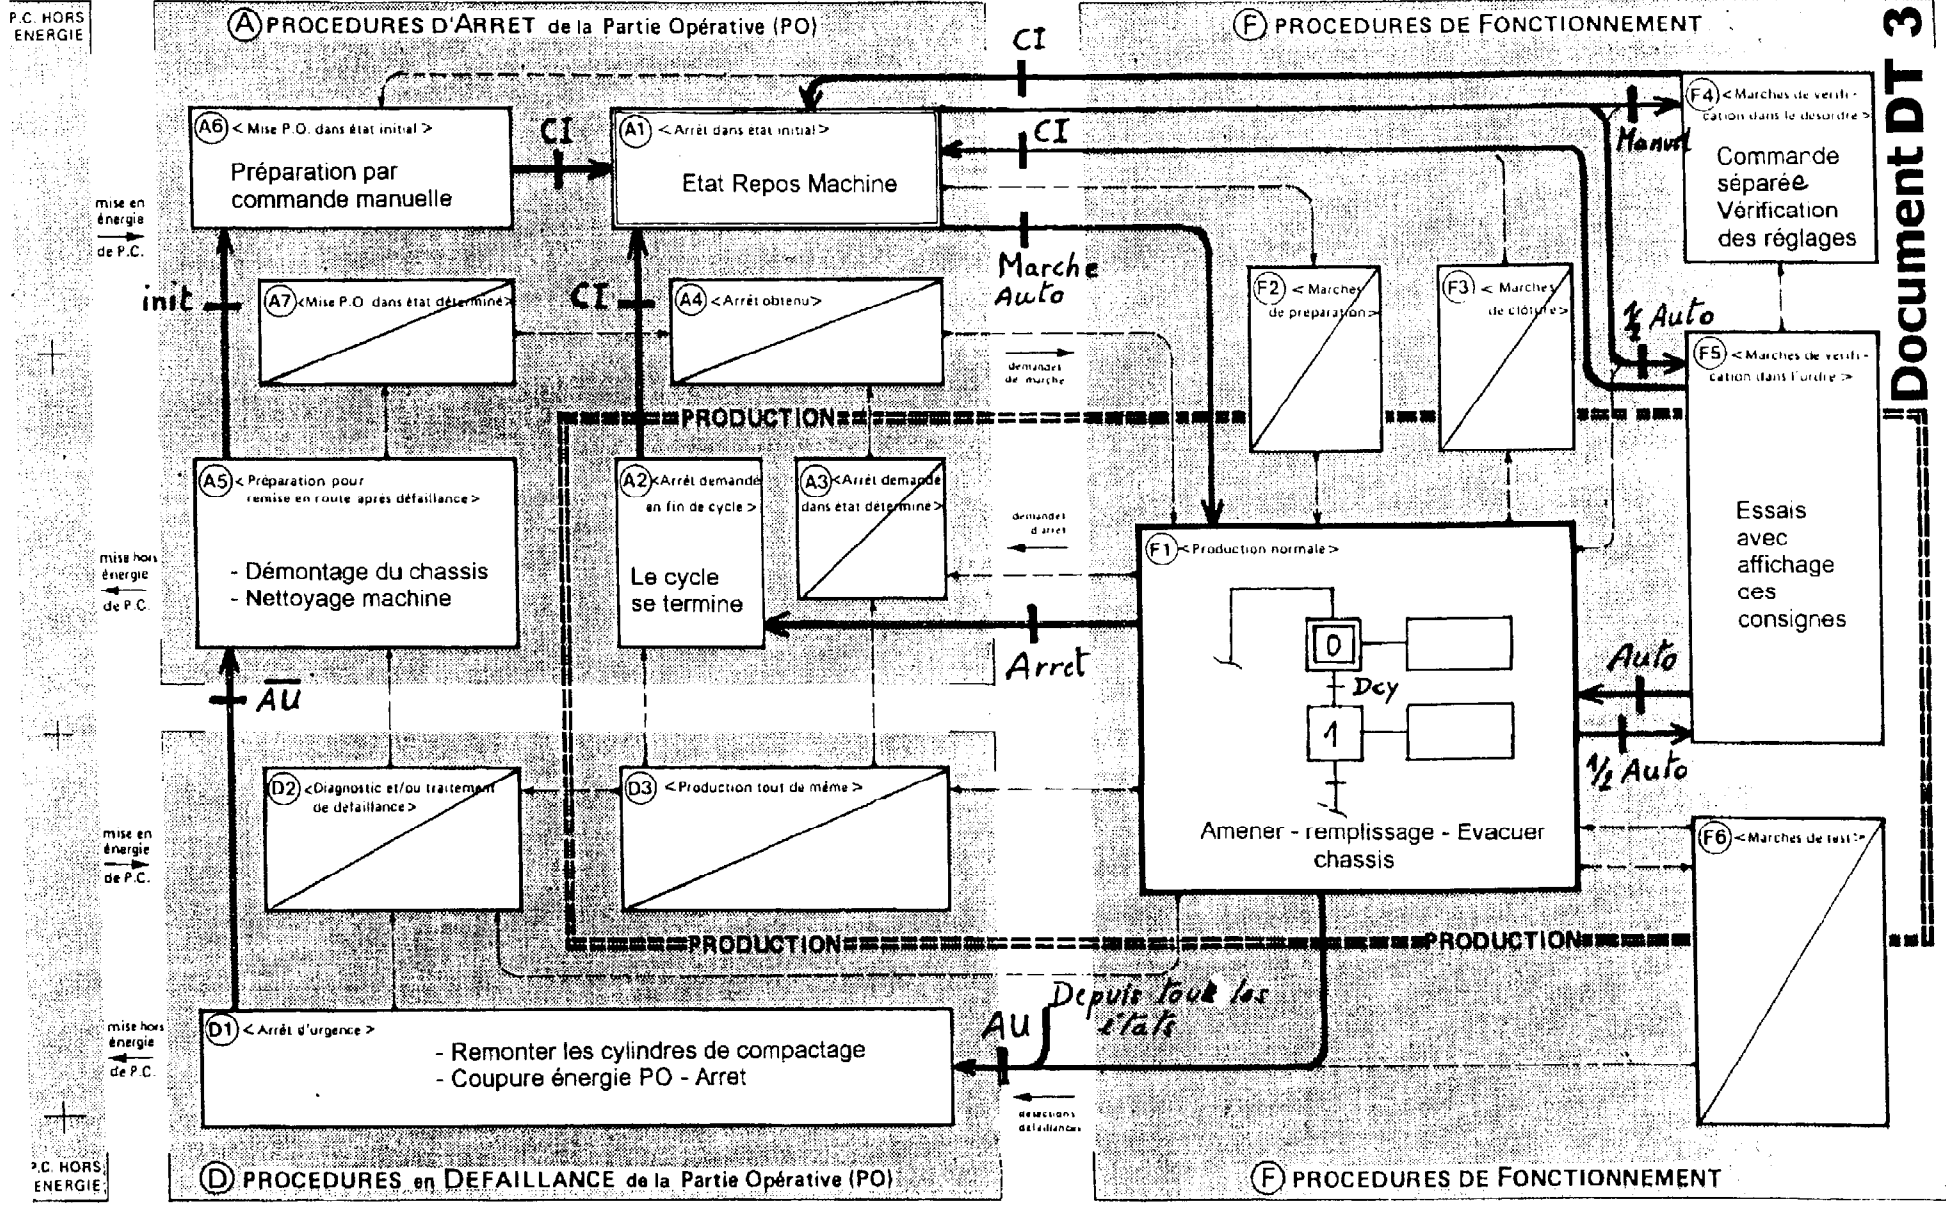 P.C. HORS
ENERGIE
A PROCEDURES D'ARRET de la Partie Opérative (PO)
CI
F PROCEDURES DE FONCTIONNEMENT
Document DT 3
A6 < Mise P.O. dans état initial >
Préparation par
commande manuelle
CI
A1 < Arrêt dans état initial >
Etat Repos Machine
CI
Manuel
F4 < Marches de vérifi-
cation dans le désordre >
Commande
séparée
Vérification
des réglages
mise en
énergie
de P.C.
init
A7 <Mise P.O. dans état déterminé>
CI
A4 < Arrêt obtenu >
Marche
Auto
demandes
de marche
F2 < Marches
de préparation >
F3 < Marches
de clôture >
1/2 Auto
F5 < Marches de vérifi-
cation dans l'ordre >
Essais
avec
affichage
ces
consignes
PRODUCTION
A5 < Préparation pour
remise en route après défaillance >
- Démontage du chassis
- Nettoyage machine
A2 <Arrêt demandé
en fin de cycle >
Le cycle
se termine
A3 <Arrêt demandé
dans état déterminé >
demandes
d'arrêt
mise hors
énergie
de P.C.
F1 < Production normale >
0
Dcy
1
Amener - remplissage - Evacuer
chassis
Arret
Auto
1/2 Auto
AU
D2 <Diagnostic et/ou traitement
de défaillance >
D3 < Production tout de même >
mise en
énergie
de P.C.
F6 < Marches de test >
PRODUCTION
PRODUCTION
Depuis tout les
états
AU
D1 < Arrêt d'urgence >
- Remonter les cylindres de compactage
- Coupure énergie PO - Arret
mise hors
énergie
de P.C.
détections
défaillances
P.C. HORS
ENERGIE
D PROCEDURES en DEFAILLANCE de la Partie Opérative (PO)
F PROCEDURES DE FONCTIONNEMENT